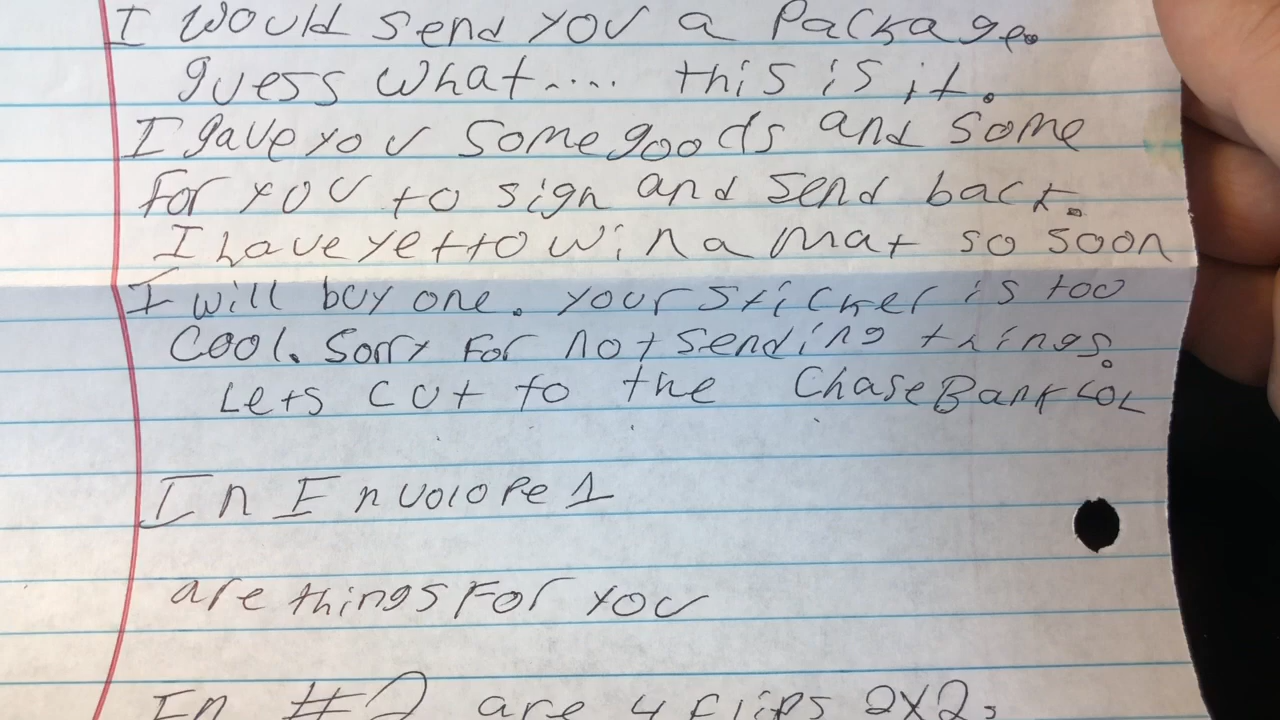 I would send you a Package.
guess what.... this is it.
I gave you some goods and some
for you to sign and send back.
I have yet to win a mat so soon
I will buy one. your sticker is too
cool. Sorry for not sending things.
Lets cut to the Chase Bank LOL
In Envolope 1
are things For you
In #2 are 4 flips 2x2s